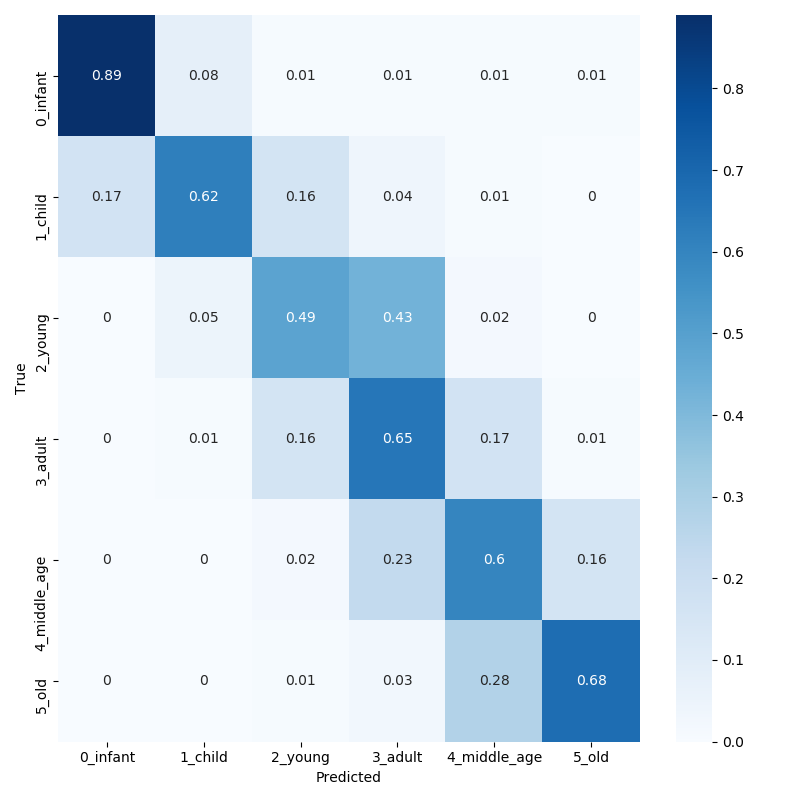 0_infant 0.89 0.08 0.01 0.01 0.01 0.01
1_child 0.17 0.62 0.16 0.04 0.01 0
2_young 0 0.05 0.49 0.43 0.02 0
3_adult 0 0.01 0.16 0.65 0.17 0.01
4_middle_age 0 0 0.02 0.23 0.6 0.16
5_old 0 0 0.01 0.03 0.28 0.68
True
0_infant 1_child 2_young 3_adult 4_middle_age 5_old
Predicted
0.8
0.7
0.6
0.5
0.4
0.3
0.2
0.1
0.0